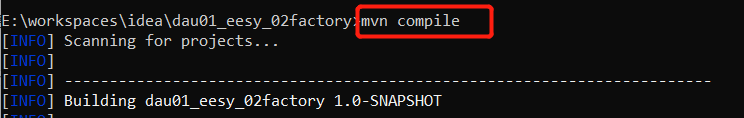 E:\workspaces\idea\dau01_eesy_02factory>mvn compile
[INFO] Scanning for projects...
[INFO]
[INFO] ------------------------------------------------------------------------
[INFO] Building dau01_eesy_02factory 1.0-SNAPSHOT